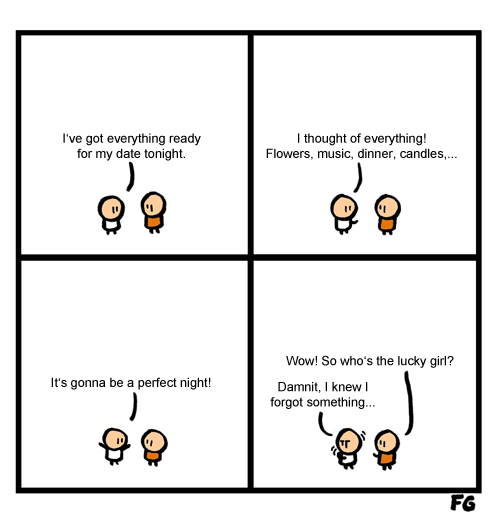 I've got everything ready
for my date tonight.
I thought of everything!
Flowers, music, dinner, candles,...
It's gonna be a perfect night!
Wow! So who's the lucky girl?
Damnit, I knew I
forgot something...
FG